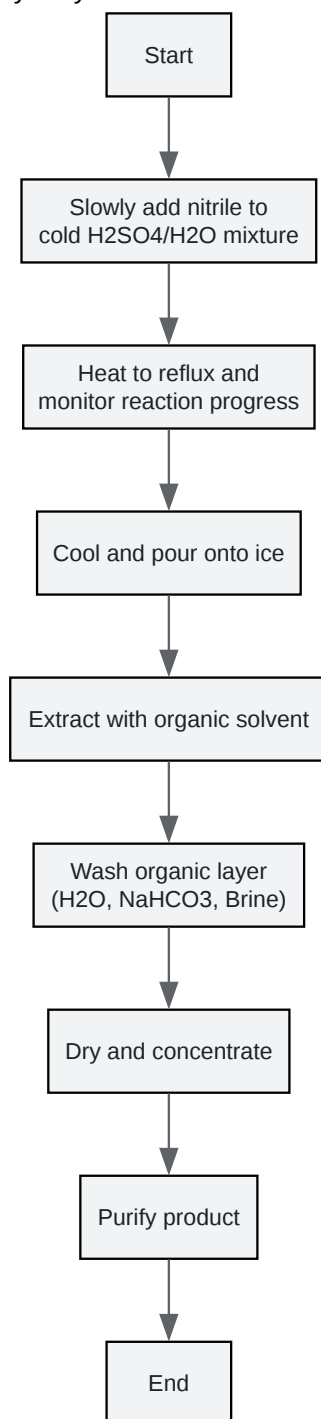 Start
Slowly add nitrile to
cold H2SO4/H2O mixture
Heat to reflux and
monitor reaction progress
Cool and pour onto ice
Extract with organic solvent
Wash organic layer
(H2O, NaHCO3, Brine)
Dry and concentrate
Purify product
End